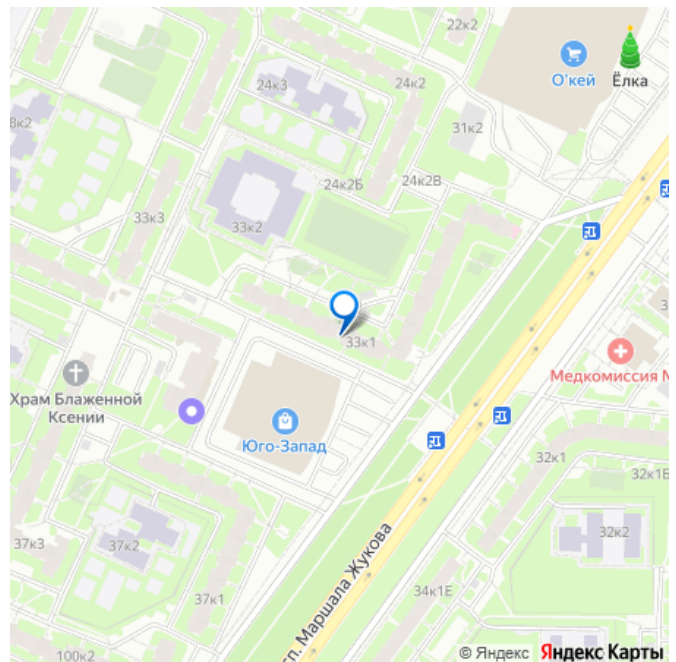 22к2
О'кей
Ёлка
24к3
24к2
8к2
31к2
24к2Б
24к2В
33к3
33к2
33к1
Храм Блаженной
Ксении
Медкомиссия
Юго-Запад
32к1
32к1Б
32к2
37к3
37к2
пр. Маршала Жукова
34к1Е
37к1
100к2
© Яндекс Яндекс Карты